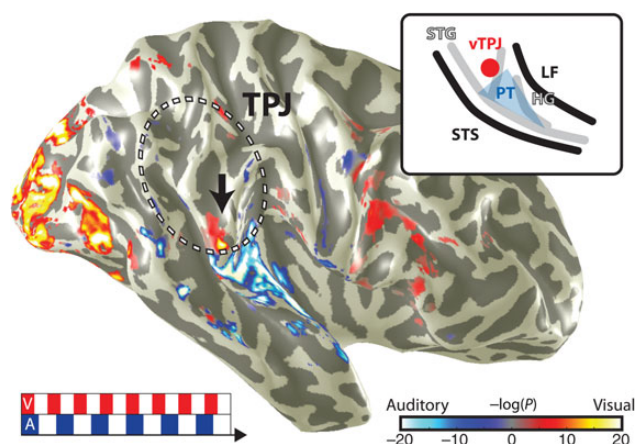 STG
vTPJ
LF
PT
HG
STS
TPJ
V
A
Auditory −log(P) Visual
−20 −10 0 10 20